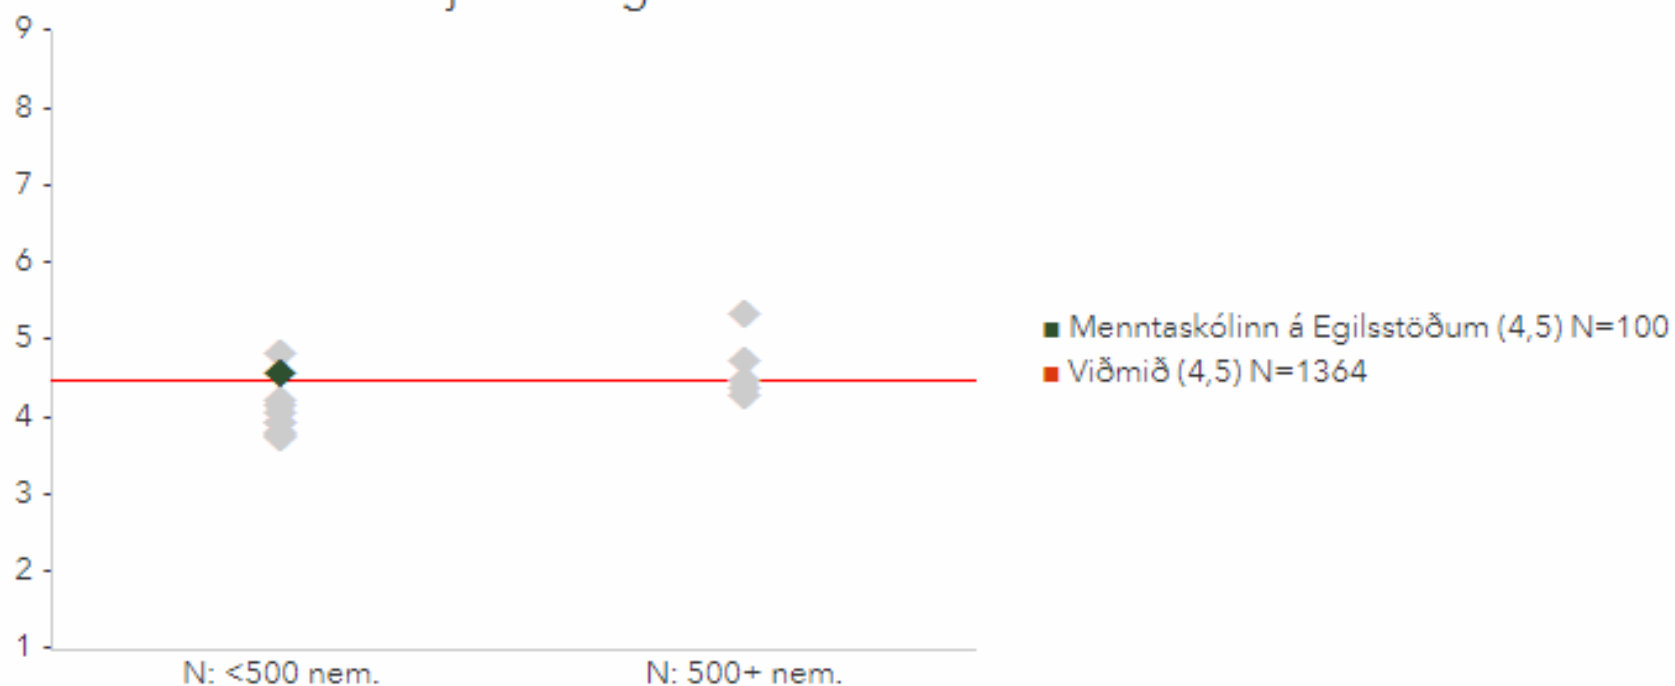 9
8
7
6
5
4
3
2
1
N: <500 nem.
N: 500+ nem.
Menntaskólinn á Egilsstöðum (4,5) N=100
Viðmið (4,5) N=1364